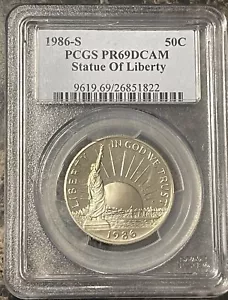 1986-S 50C
PCGS PR69DCAM
Statue Of Liberty
9619.69/26851822
LIBERTY IN GOD WE TRUST
1986